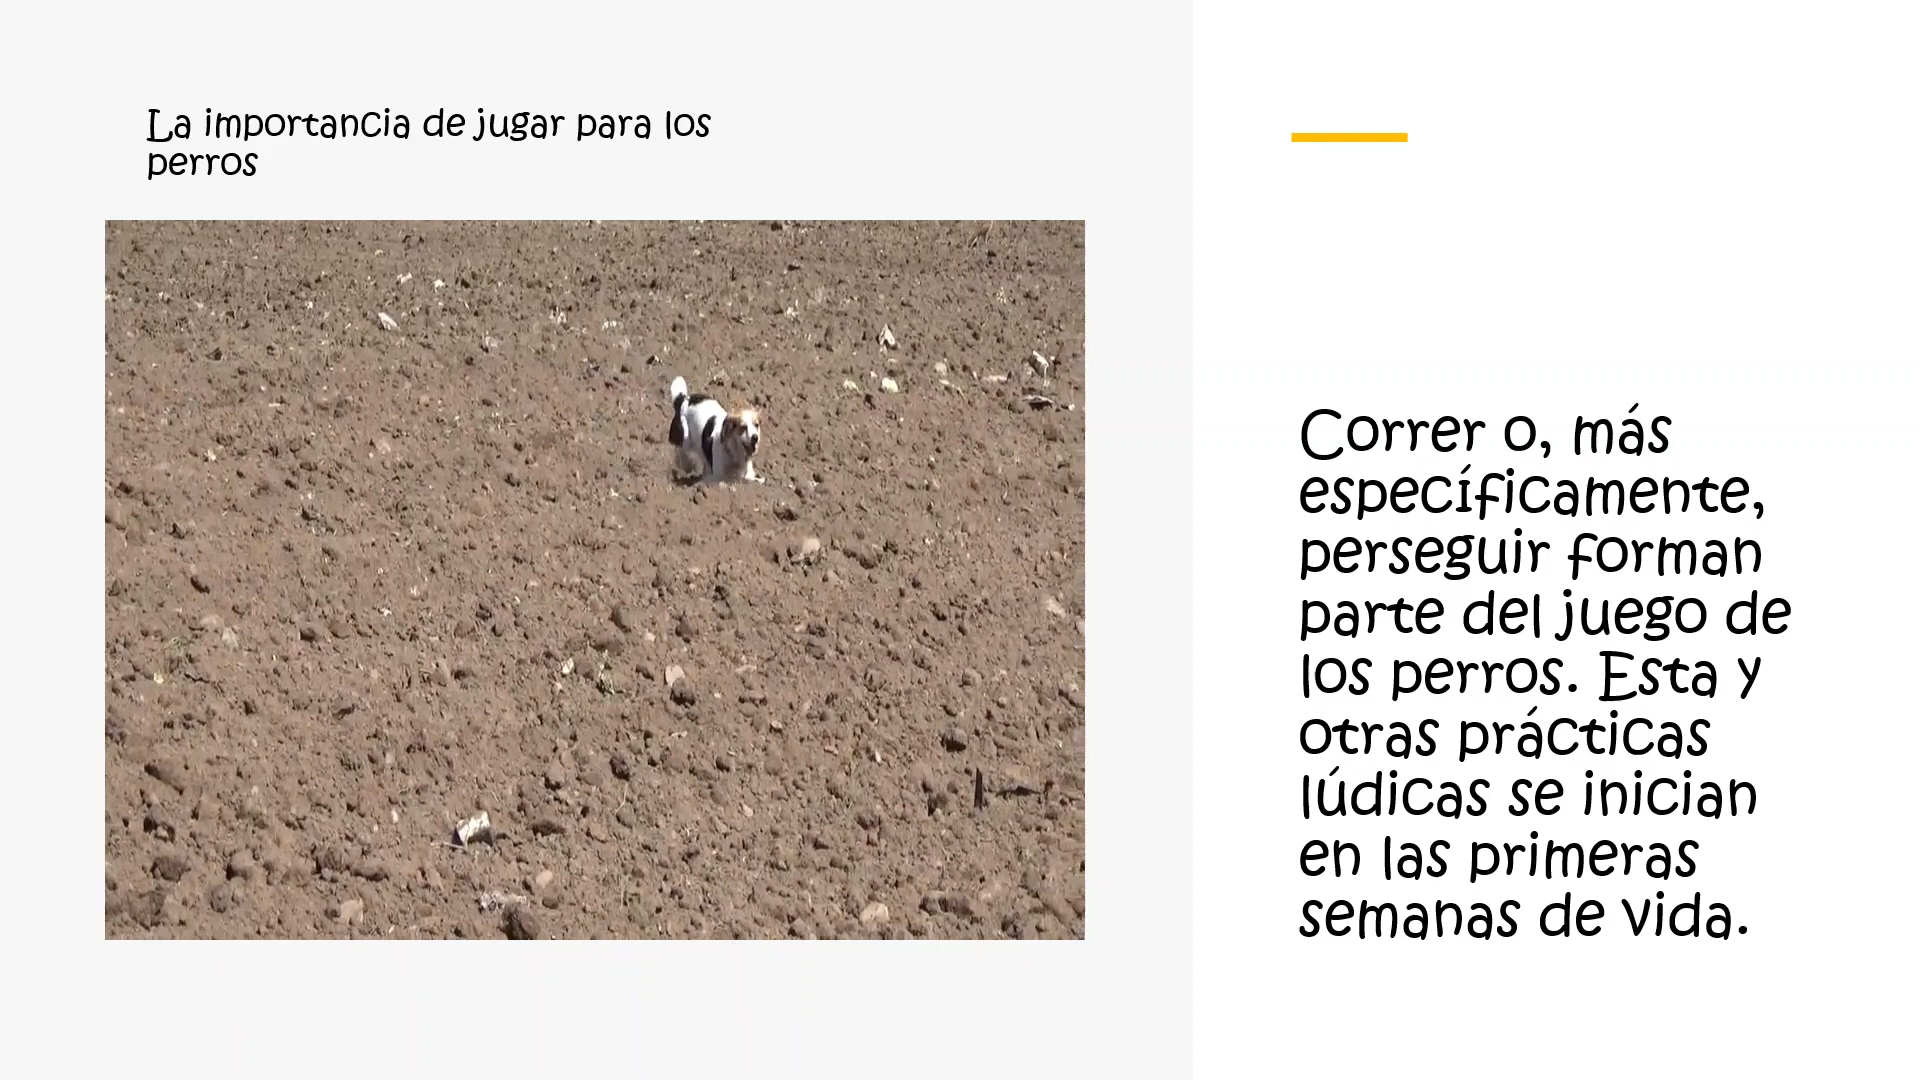 La importancia de jugar para los
perros
Correr o, más
específicamente,
perseguir forman
parte del juego de
los perros. Esta y
otras prácticas
lúdicas se inician
en las primeras
semanas de vida.